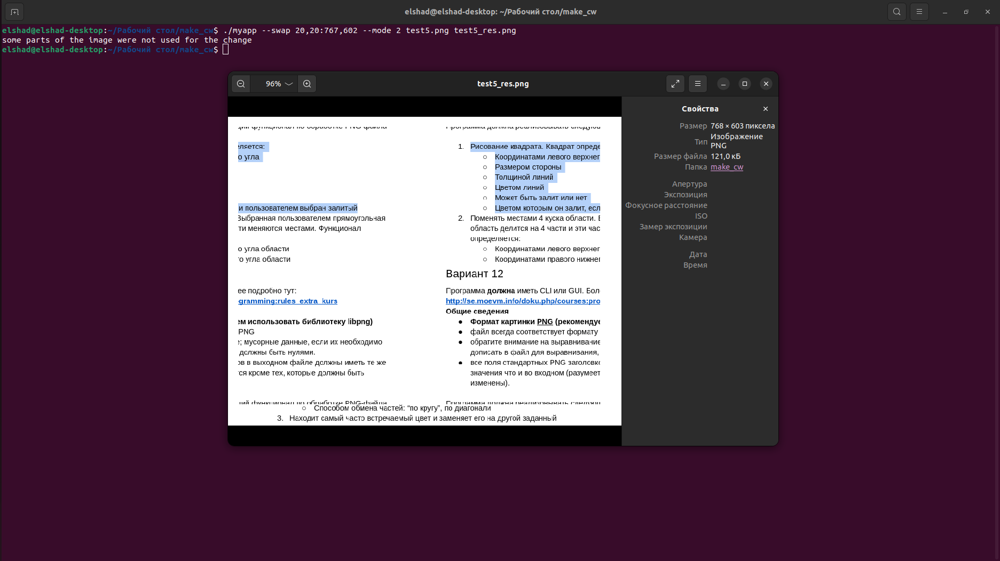 elshad@elshad-desktop: ~/Рабочий стол/make_cw
elshad@elshad-desktop:~/Рабочий стол/make_cw$ ./myapp --swap 20,20:767,602 --mode 2 test5.png test5_res.png
some parts of the image were not used for the change
elshad@elshad-desktop:~/Рабочий стол/make_cw$
96%
test5_res.png
ций функционал по обработке PNG-файла
Программа должна реализовывать следующ
еляется:
о угла
и пользователем выбран залитый
Выбранная пользователем прямоугольная
ти меняются местами. Функционал
о угла области
го угла области
ее подробно тут:
gramming:rules_extra_kurs
ем использовать библиотеку libpng)
PNG
е; мусорные данные, если их необходимо
должны быть нулями.
ов в выходном файле должны иметь те же
тся кроме тех, которые должны быть
ций функционал по обработке PNG-файла
1. Рисование квадрата. Квадрат опреде
○ Координатами левого верхнег
○ Размером стороны
○ Толщиной линий
○ Цветом линий
○ Может быть залит или нет
○ Цветом которым он залит, есл
2. Поменять местами 4 куска области. В
область делится на 4 части и эти час
определяется:
○ Координатами левого верхнег
○ Координатами правого нижнег
Вариант 12
Программа должна иметь CLI или GUI. Боле
http://se.moevm.info/doku.php/courses:pro
Общие сведения
● Формат картинки PNG (рекомендуе
● файл всегда соответствует формату
● обратите внимание на выравнивание
дописать в файл для выравнивания,
● все поля стандартных PNG заголовко
значения что и во входном (разумеет
изменены).
Программа должна реализовывать следующ
○ Способом обмена частей: “по кругу”, по диагонали
3. Находит самый часто встречаемый цвет и заменяет его на другой заданный
Свойства
Размер 768 × 603 пиксела
Тип Изображение
PNG
Размер файла 121,0 кБ
Папка make_cw
Апертура
Экспозиция
Фокусное расстояние
ISO
Замер экспозиции
Камера
Дата
Время